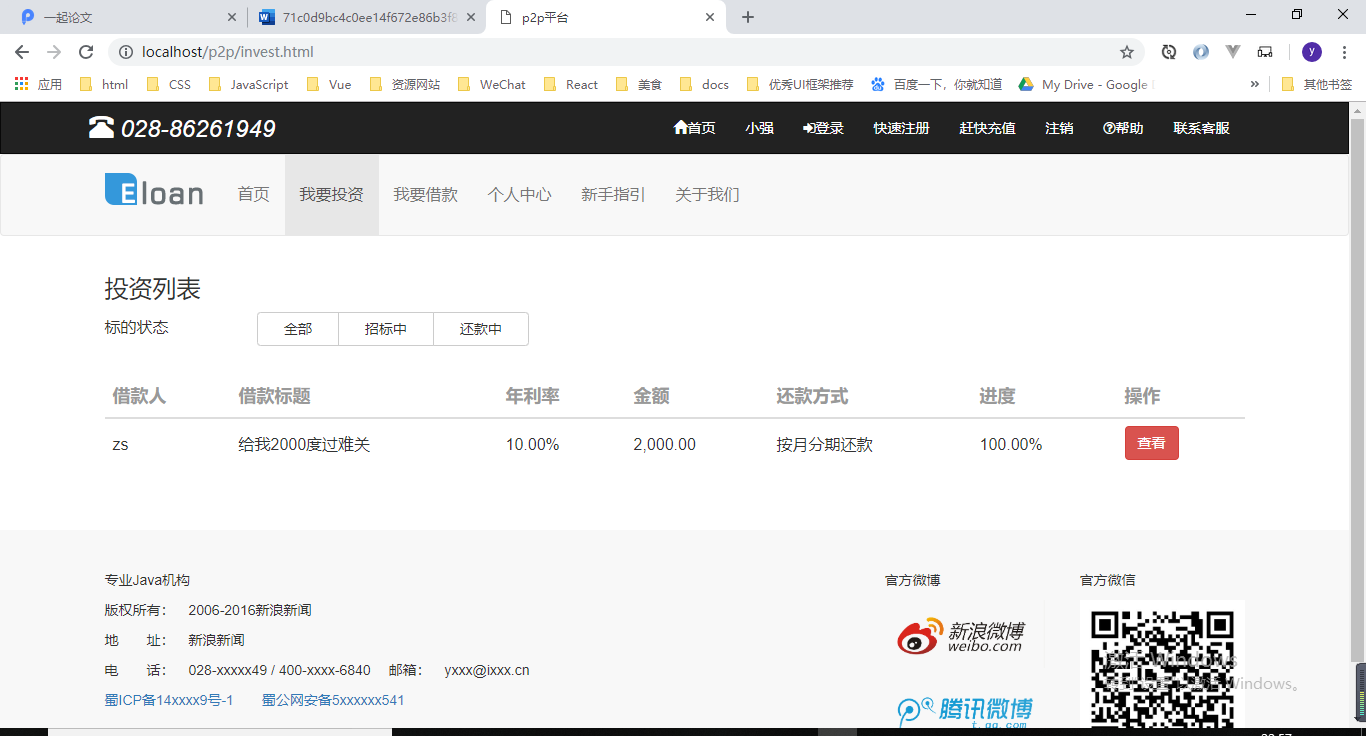 一起论文
71c0d9bc4c0ee14f672e86b3f8
p2p平台
localhost/p2p/invest.html
y
应用 html CSS JavaScript Vue 资源网站 WeChat React 美食 docs 优秀UI框架推荐 百度一下，你就知道 My Drive - Google 其他书签
028-86261949 首页 小强 登录 快速注册 赶快充值 注销 帮助 联系客服
Eloan 首页 我要投资 我要借款 个人中心 新手指引 关于我们
投资列表
标的状态 全部 招标中 还款中
借款人 借款标题 年利率 金额 还款方式 进度 操作
zs 给我2000度过难关 10.00% 2,000.00 按月分期还款 100.00% 查看
专业Java机构 官方微博 官方微信
版权所有： 2006-2016新浪新闻
地 址： 新浪新闻
新浪微博
weibo.com
电 话： 028-xxxxx49 / 400-xxxx-6840 邮箱： yxxx@ixxx.cn
蜀ICP备14xxxx9号-1 蜀公网安备5xxxxxx541
腾讯微博
t.qq.com